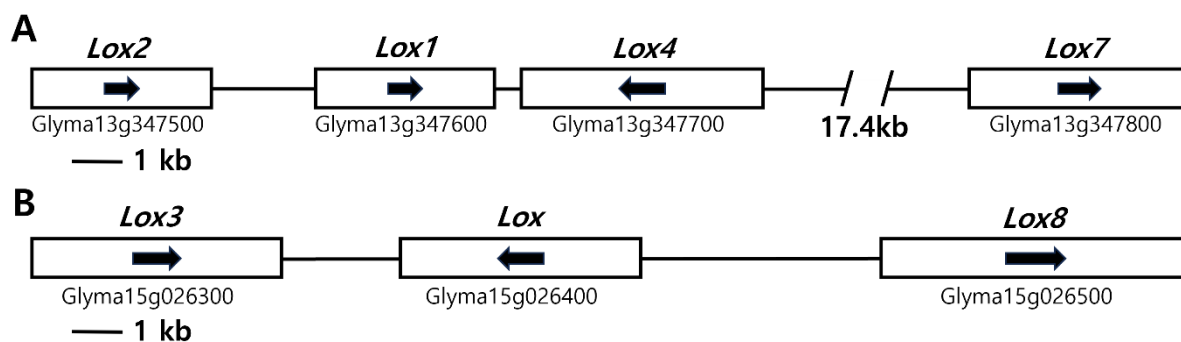 A
Lox2 Lox1 Lox4 Lox7
Glyma13g347500 Glyma13g347600 Glyma13g347700 17.4kb Glyma13g347800
1 kb
B
Lox3 Lox Lox8
Glyma15g026300 Glyma15g026400 Glyma15g026500
1 kb